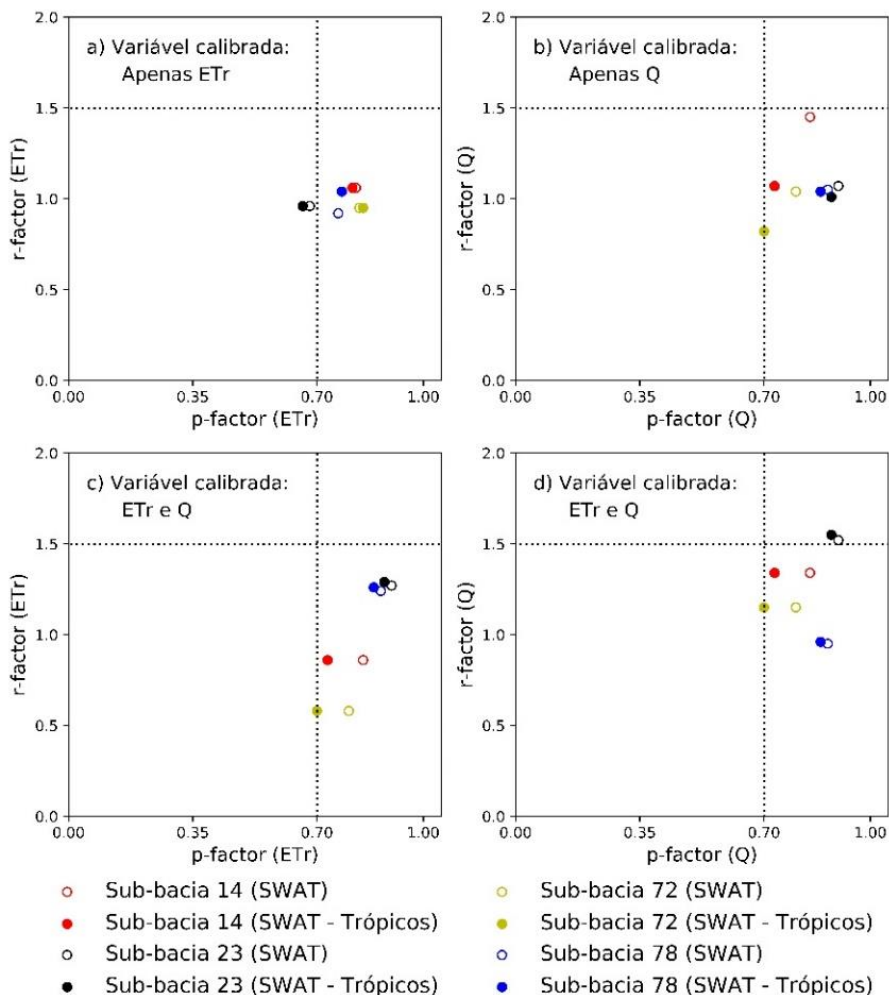 a) Variável calibrada:
Apenas ETr
2.0
1.5
1.0
0.5
0.0
r-factor (ETr)
0.00
0.35
0.70
1.00
p-factor (ETr)
b) Variável calibrada:
Apenas Q
2.0
1.5
1.0
0.5
0.0
r-factor (Q)
0.00
0.35
0.70
1.00
p-factor (Q)
c) Variável calibrada:
ETr e Q
2.0
1.5
1.0
0.5
0.0
r-factor (ETr)
0.00
0.35
0.70
1.00
p-factor (ETr)
d) Variável calibrada:
ETr e Q
2.0
1.5
1.0
0.5
0.0
r-factor (Q)
0.00
0.35
0.70
1.00
p-factor (Q)
Sub-bacia 14 (SWAT)
Sub-bacia 14 (SWAT - Trópicos)
Sub-bacia 23 (SWAT)
Sub-bacia 23 (SWAT - Trópicos)
Sub-bacia 72 (SWAT)
Sub-bacia 72 (SWAT - Trópicos)
Sub-bacia 78 (SWAT)
Sub-bacia 78 (SWAT - Trópicos)